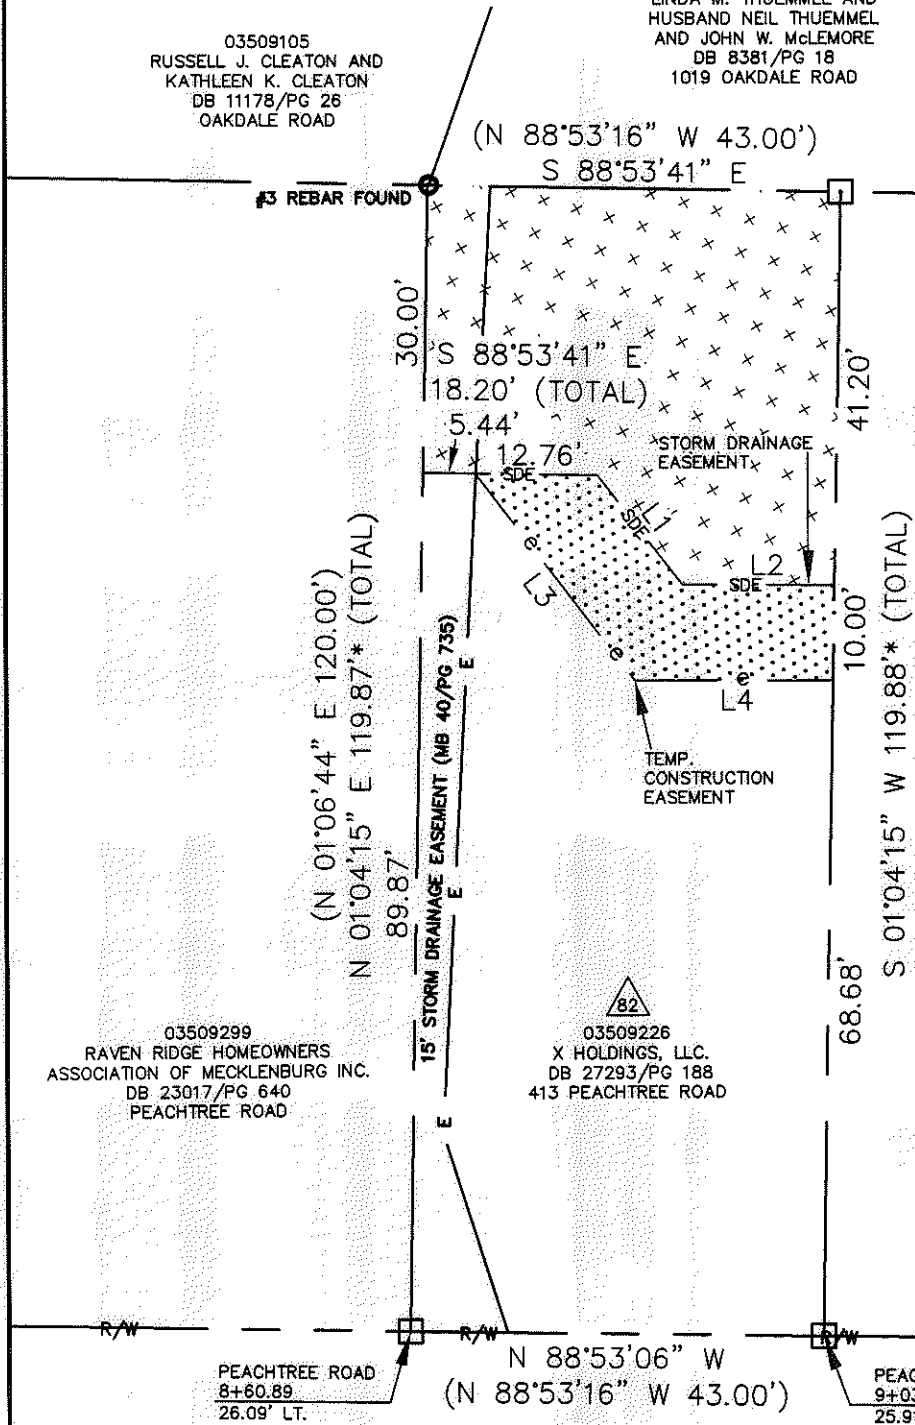 LINDA M. THUEMMEL AND
HUSBAND NEIL THUEMMEL
AND JOHN W. McLEMORE
DB 8381/PG 18
1019 OAKDALE ROAD
03509105
RUSSELL J. CLEATON AND
KATHLEEN K. CLEATON
DB 11178/PG 26
OAKDALE ROAD
(N 88°53'16" W 43.00')
S 88°53'41" E
#3 REBAR FOUND
30.00'
S 88°53'41" E
18.20' (TOTAL)
5.44'
12.76'
SDE
41.20'
STORM DRAINAGE
EASEMENT
L1
SDE
L2
SDE
e
L3
e
e
L4
10.00'
TEMP.
CONSTRUCTION
EASEMENT
(N 01°06'44" E 120.00')
N 01°04'15" E 119.87'* (TOTAL)
89.87'
15' STORM DRAINAGE EASEMENT (MB 40/PG 735)
E
E
E
S 01°04'15" W 119.88'* (TOTAL)
68.68'
82
03509226
X HOLDINGS, LLC.
DB 27293/PG 188
413 PEACHTREE ROAD
03509299
RAVEN RIDGE HOMEOWNERS
ASSOCIATION OF MECKLENBURG INC.
DB 23017/PG 640
PEACHTREE ROAD
R/W
R/W
R/W
N 88°53'06" W
(N 88°53'16" W 43.00')
PEACHTREE ROAD
8+60.89
26.09' LT.
PEAC
9+03
25.9